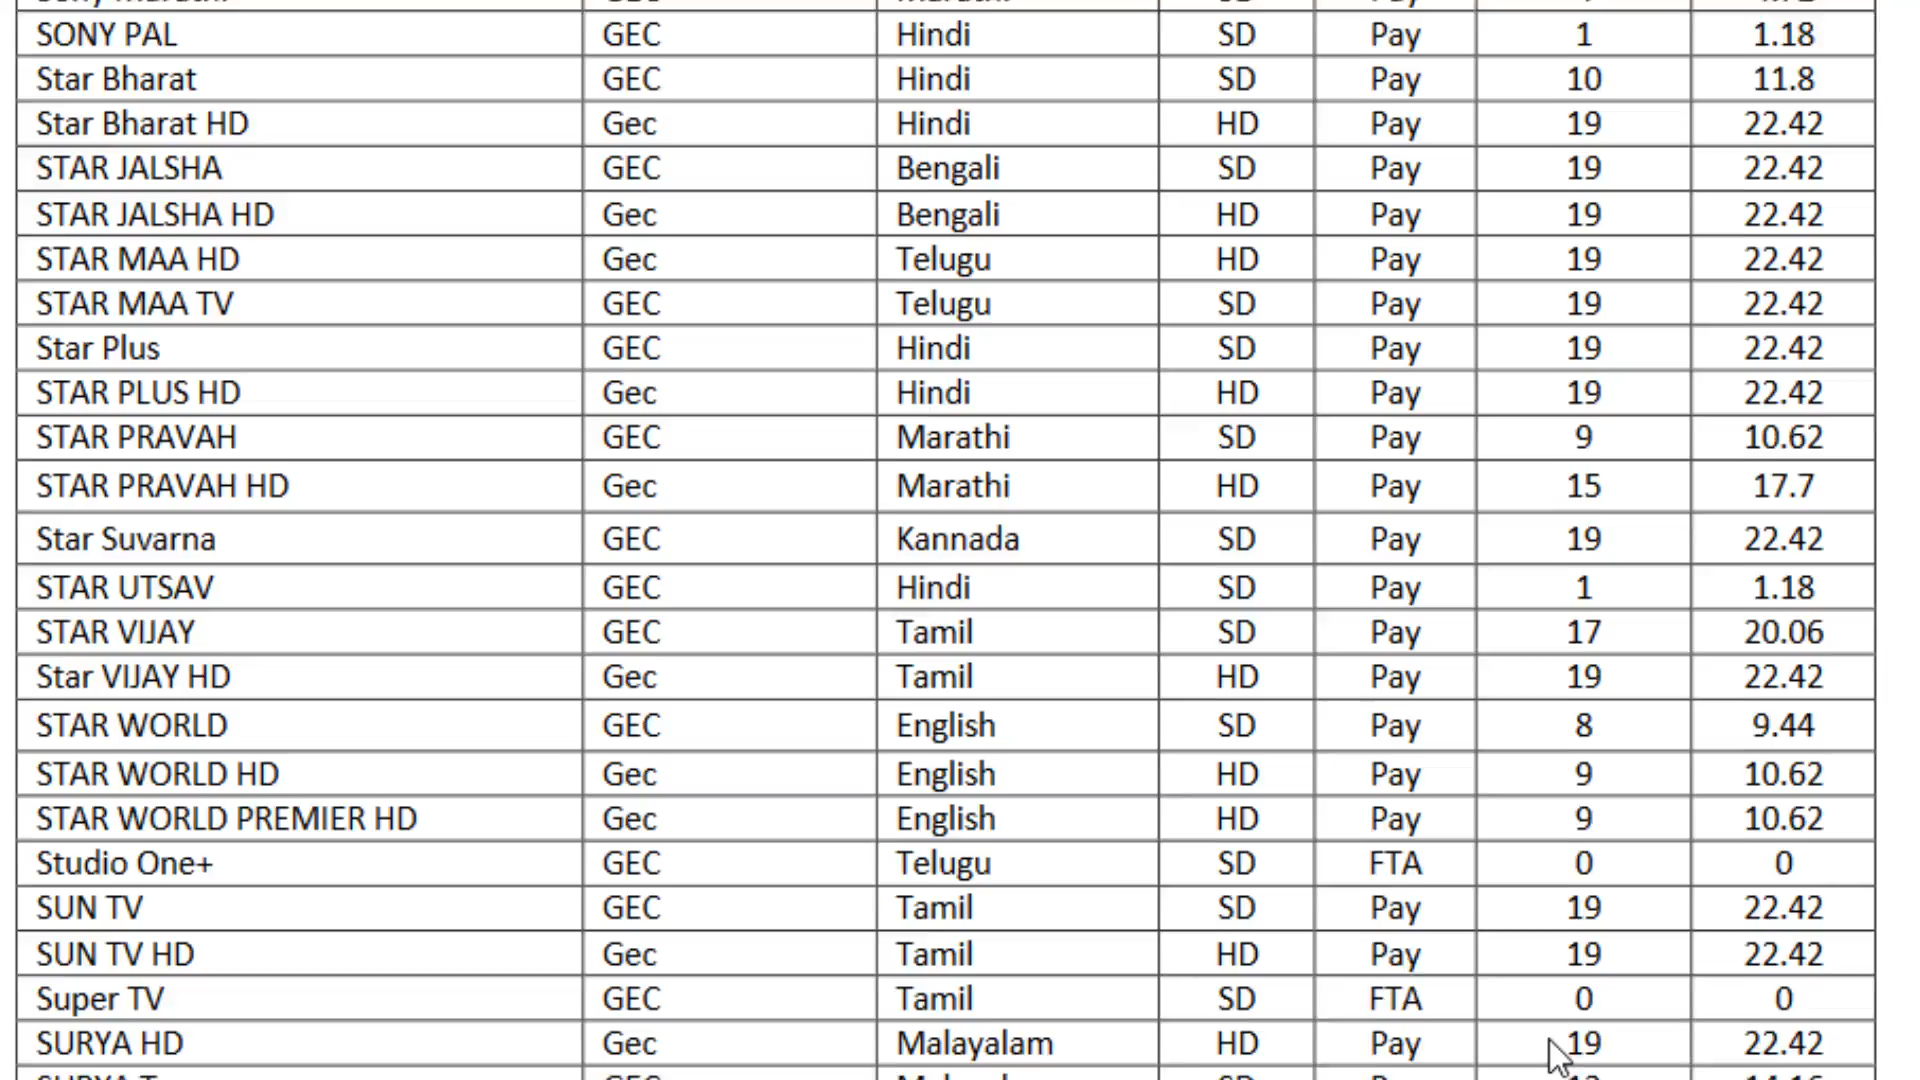 SONY PAL GEC Hindi SD Pay 1 1.18
Star Bharat GEC Hindi SD Pay 10 11.8
Star Bharat HD Gec Hindi HD Pay 19 22.42
STAR JALSHA GEC Bengali SD Pay 19 22.42
STAR JALSHA HD Gec Bengali HD Pay 19 22.42
STAR MAA HD Gec Telugu HD Pay 19 22.42
STAR MAA TV GEC Telugu SD Pay 19 22.42
Star Plus GEC Hindi SD Pay 19 22.42
STAR PLUS HD Gec Hindi HD Pay 19 22.42
STAR PRAVAH GEC Marathi SD Pay 9 10.62
STAR PRAVAH HD Gec Marathi HD Pay 15 17.7
Star Suvarna GEC Kannada SD Pay 19 22.42
STAR UTSAV GEC Hindi SD Pay 1 1.18
STAR VIJAY GEC Tamil SD Pay 17 20.06
Star VIJAY HD Gec Tamil HD Pay 19 22.42
STAR WORLD GEC English SD Pay 8 9.44
STAR WORLD HD Gec English HD Pay 9 10.62
STAR WORLD PREMIER HD Gec English HD Pay 9 10.62
Studio One+ GEC Telugu SD FTA 0 0
SUN TV GEC Tamil SD Pay 19 22.42
SUN TV HD Gec Tamil HD Pay 19 22.42
Super TV GEC Tamil SD FTA 0 0
SURYA HD Gec Malayalam HD Pay 19 22.42